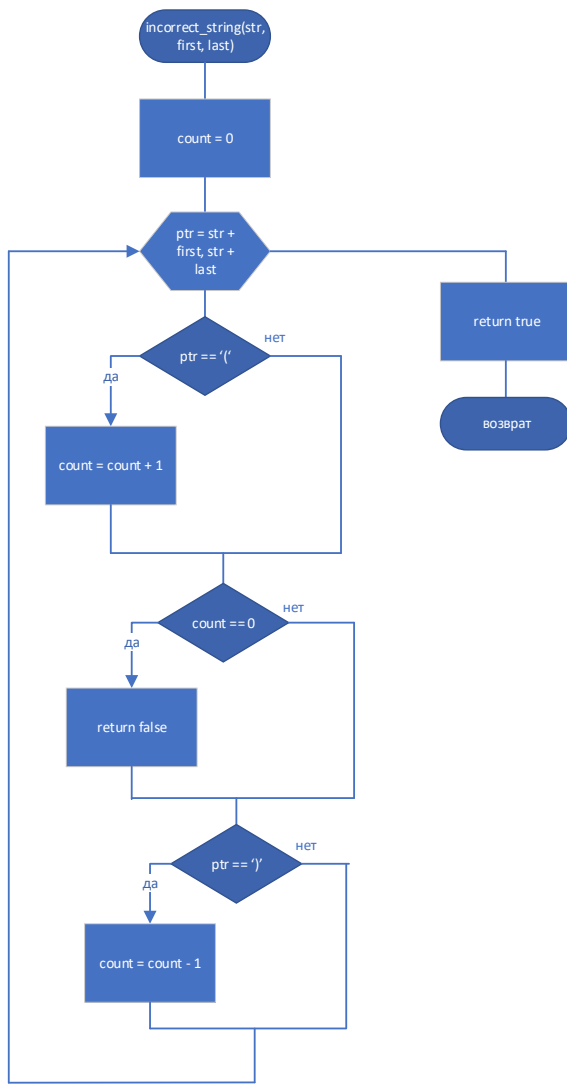 incorrect_string(str,
first, last)
count = 0
ptr = str +
first, str +
last
return true
возврат
ptr == ‘(‘
нет
да
count = count + 1
count == 0
нет
да
return false
ptr == ‘)’
нет
да
count = count - 1